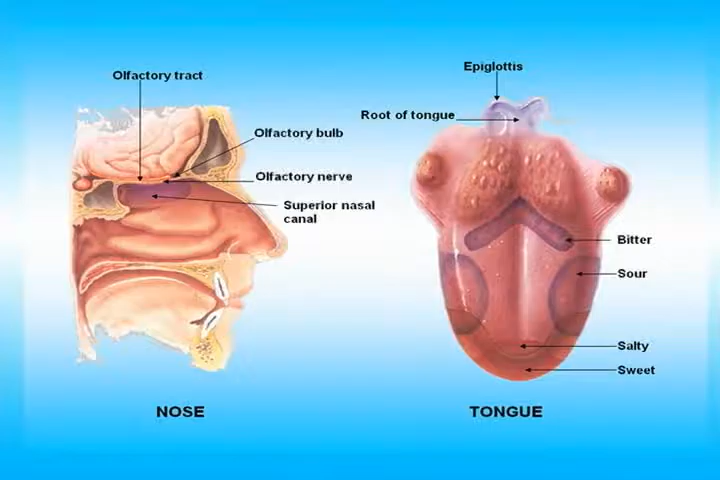 Olfactory tract
Olfactory bulb
Olfactory nerve
Superior nasal
canal
NOSE
Epiglottis
Root of tongue
Bitter
Sour
Salty
Sweet
TONGUE